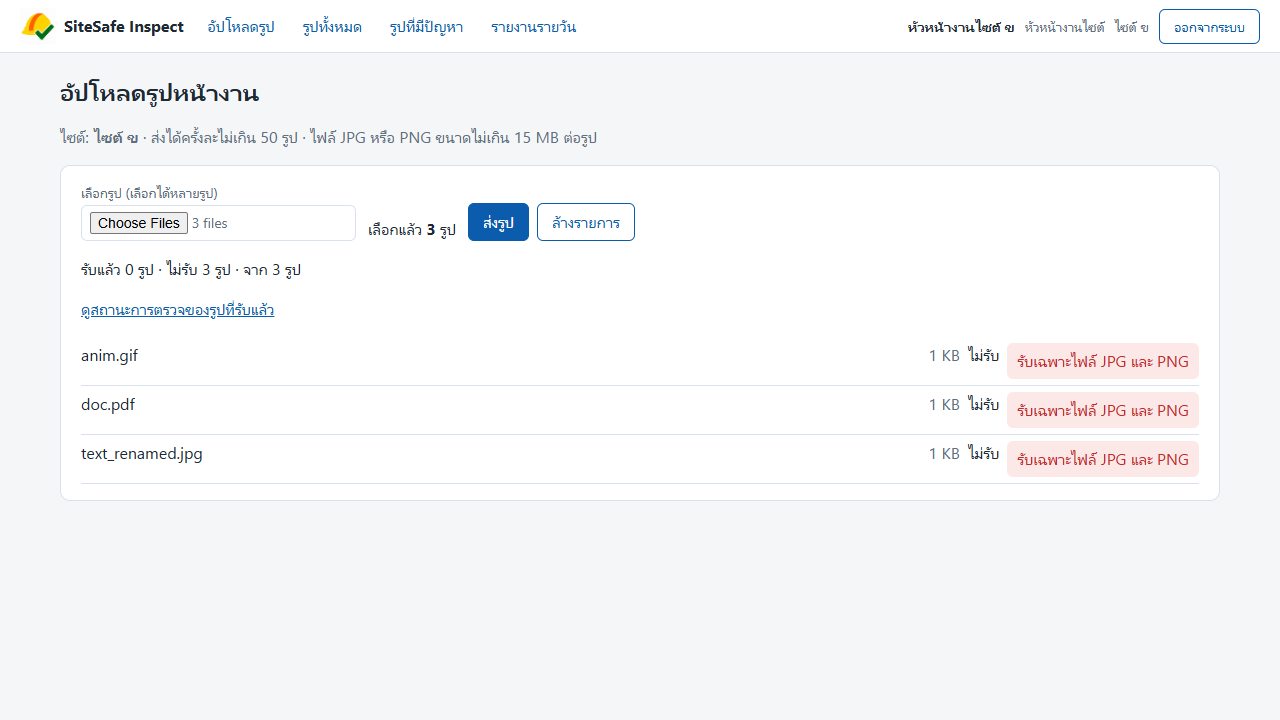 SiteSafe Inspect อัปโหลดรูป รูปทั้งหมด รูปที่มีปัญหา รายงานรายวัน หัวหน้างานไซต์ ข หัวหน้างานไซต์ ไซต์ ข ออกจากระบบ
อัปโหลดรูปหน้างาน
ไซต์: ไซต์ ข · ส่งได้ครั้งละไม่เกิน 50 รูป · ไฟล์ JPG หรือ PNG ขนาดไม่เกิน 15 MB ต่อรูป
เลือกรูป (เลือกได้หลายรูป)
Choose Files 3 files เลือกแล้ว 3 รูป ส่งรูป ล้างรายการ
รับแล้ว 0 รูป · ไม่รับ 3 รูป · จาก 3 รูป
ดูสถานะการตรวจของรูปที่รับแล้ว
anim.gif 1 KB ไม่รับ รับเฉพาะไฟล์ JPG และ PNG
doc.pdf 1 KB ไม่รับ รับเฉพาะไฟล์ JPG และ PNG
text_renamed.jpg 1 KB ไม่รับ รับเฉพาะไฟล์ JPG และ PNG